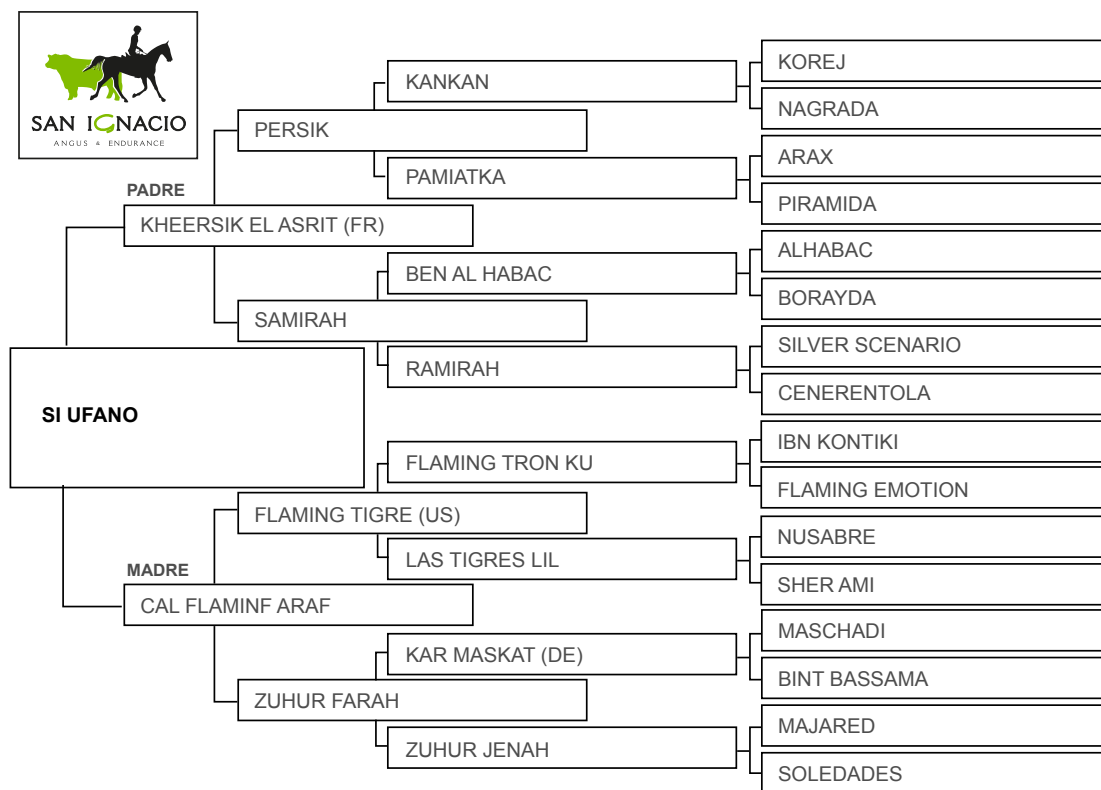 SAN IGNACIO
ANGUS & ENDURANCE
KOREJ
KANKAN
NAGRADA
PERSIK
ARAX
PAMIATKA
PADRE
PIRAMIDA
KHEERSIK EL ASRIT (FR)
ALHABAC
BEN AL HABAC
BORAYDA
SAMIRAH
SILVER SCENARIO
RAMIRAH
CENERENTOLA
SI UFANO
IBN KONTIKI
FLAMING TRON KU
FLAMING EMOTION
FLAMING TIGRE (US)
NUSABRE
LAS TIGRES LIL
MADRE
SHER AMI
CAL FLAMINF ARAF
MASCHADI
KAR MASKAT (DE)
BINT BASSAMA
ZUHUR FARAH
MAJARED
ZUHUR JENAH
SOLEDADES